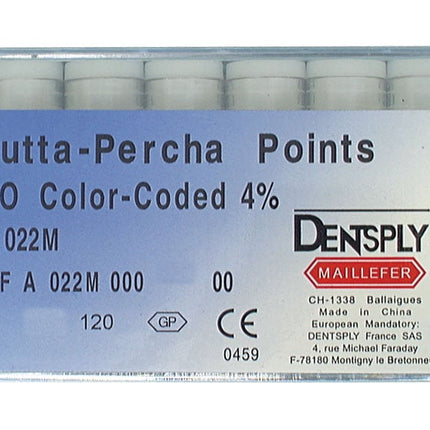 utta-Percha Points
O Color-Coded 4%
022M
F A 022M 000 00
120 GP CE
0459
DENTSPLY
MAILLEFER
CH-1338 Ballaigues
Made in China
European Mandatory:
DENTSPLY France SAS
4, rue Michael Faraday
F-78180 Montigny le Bretonne